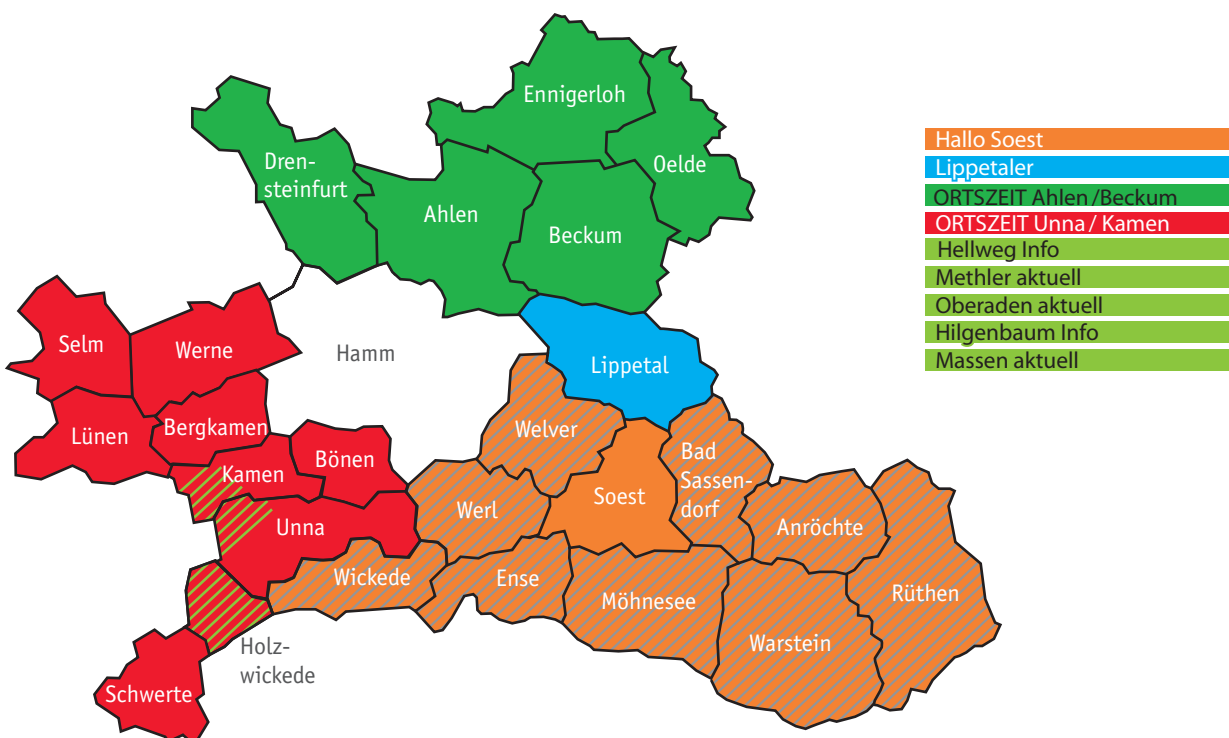 Ennigerloh
Oelde
Dren-
steinfurt
Ahlen
Beckum
Selm
Werne
Hamm
Lippetal
Lünen
Bergkamen
Kamen
Bönen
Welver
Bad
Sassen-
dorf
Soest
Werl
Unna
Anröchte
Wickede
Ense
Möhnesee
Rüthen
Warstein
Holz-
wickede
Schwerte
Hallo Soest
Lippetaler
ORTSZEIT Ahlen /Beckum
ORTSZEIT Unna / Kamen
Hellweg Info
Methler aktuell
Oberaden aktuell
Hilgenbaum Info
Massen aktuell